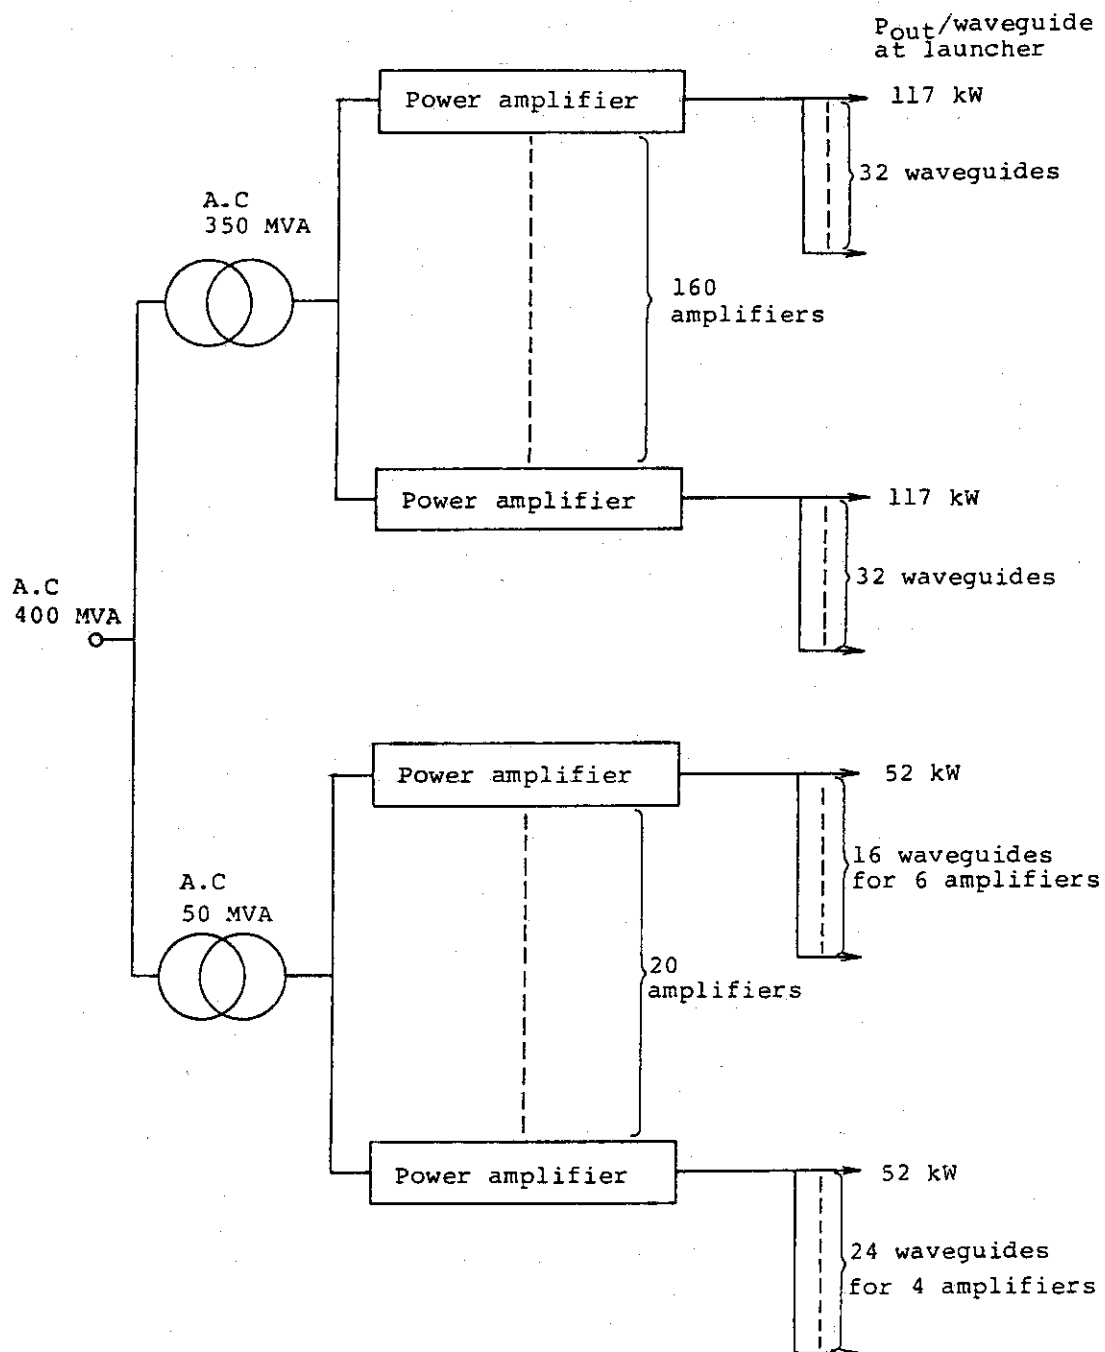 Pout/waveguide
at launcher
Power amplifier
117 kW
32 waveguides
A.C
350 MVA
160
amplifiers
Power amplifier
117 kW
32 waveguides
A.C
400 MVA
Power amplifier
52 kW
16 waveguides
for 6 amplifiers
A.C
50 MVA
20
amplifiers
Power amplifier
52 kW
24 waveguides
for 4 amplifiers